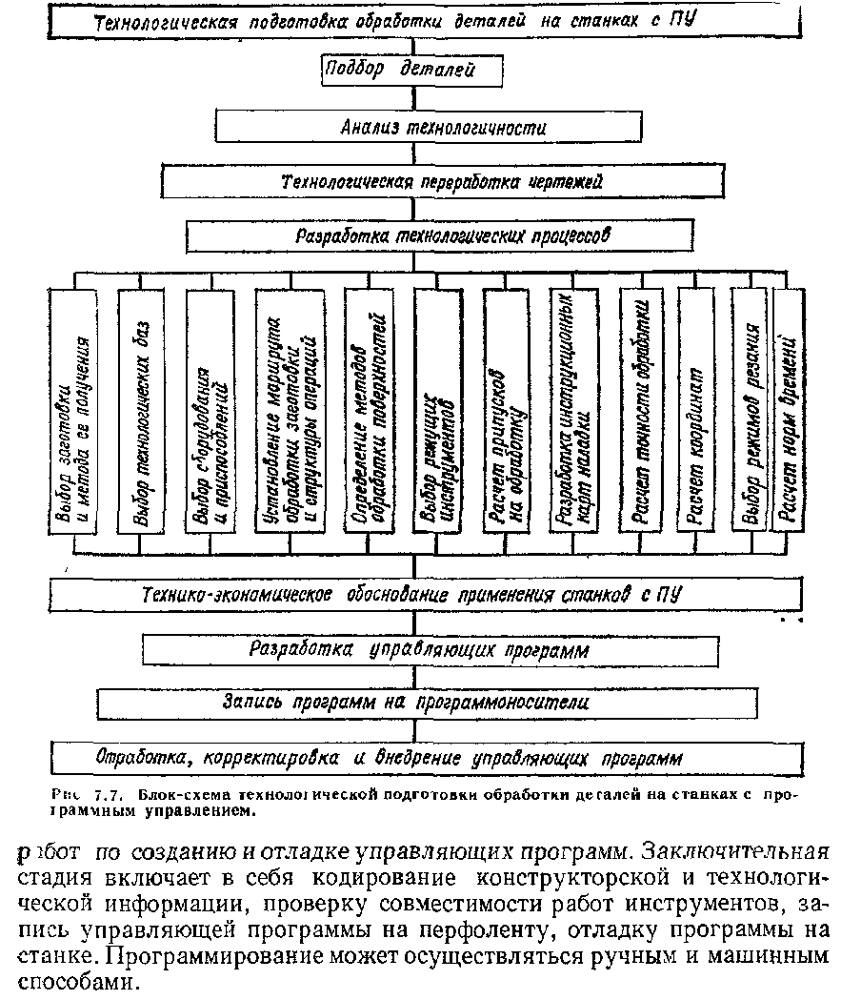 Технологическая подготовка обработки деталей на станках с ПУ
Подбор деталей
Анализ технологичности
Технологическая переработка чертежей
Разработка технологических процессов
Выбор заготовки
и метода ее получения
Выбор технологических баз
Выбор оборудования
и приспособлений
Установление маршрута
обработки заготовки
и структуры операций
Определение методов
обработки поверхностей
Выбор режущих
инструментов
Расчет припусков
на обработку
Разработка инструкционных
карт наладки
Расчет точности обработки
Расчет координат
Выбор режимов резания
Расчет норм времени
Технико-экономическое обоснование применения станков с ПУ
Разработка управляющих программ
Запись программ на программоносители
Отработка, корректировка и внедрение управляющих программ
Рис 7.7. Блок-схема технологической подготовки обработки деталей на станках с про-
граммным управлением.
работ по созданию и отладке управляющих программ. Заключительная
стадия включает в себя кодирование конструкторской и технологи-
ческой информации, проверку совместимости работ инструментов, за-
пись управляющей программы на перфоленту, отладку программы на
станке. Программирование может осуществляться ручным и машинным
способами.